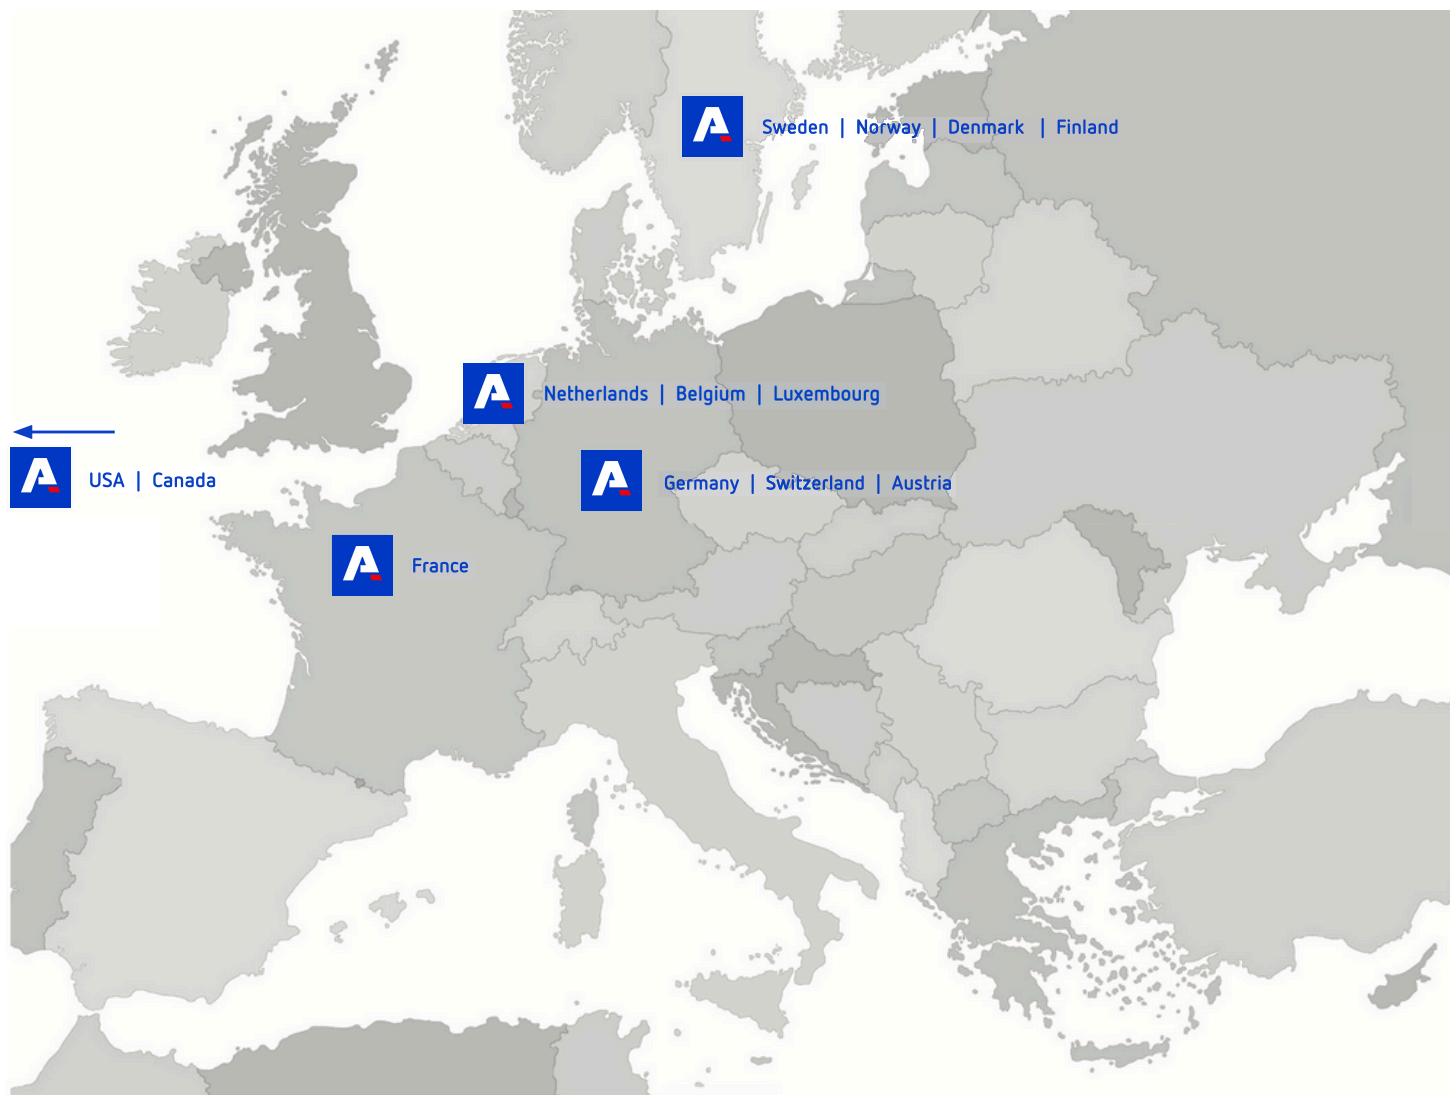 Sweden | Norway | Denmark | Finland
Netherlands | Belgium | Luxembourg
USA | Canada
Germany | Switzerland | Austria
France